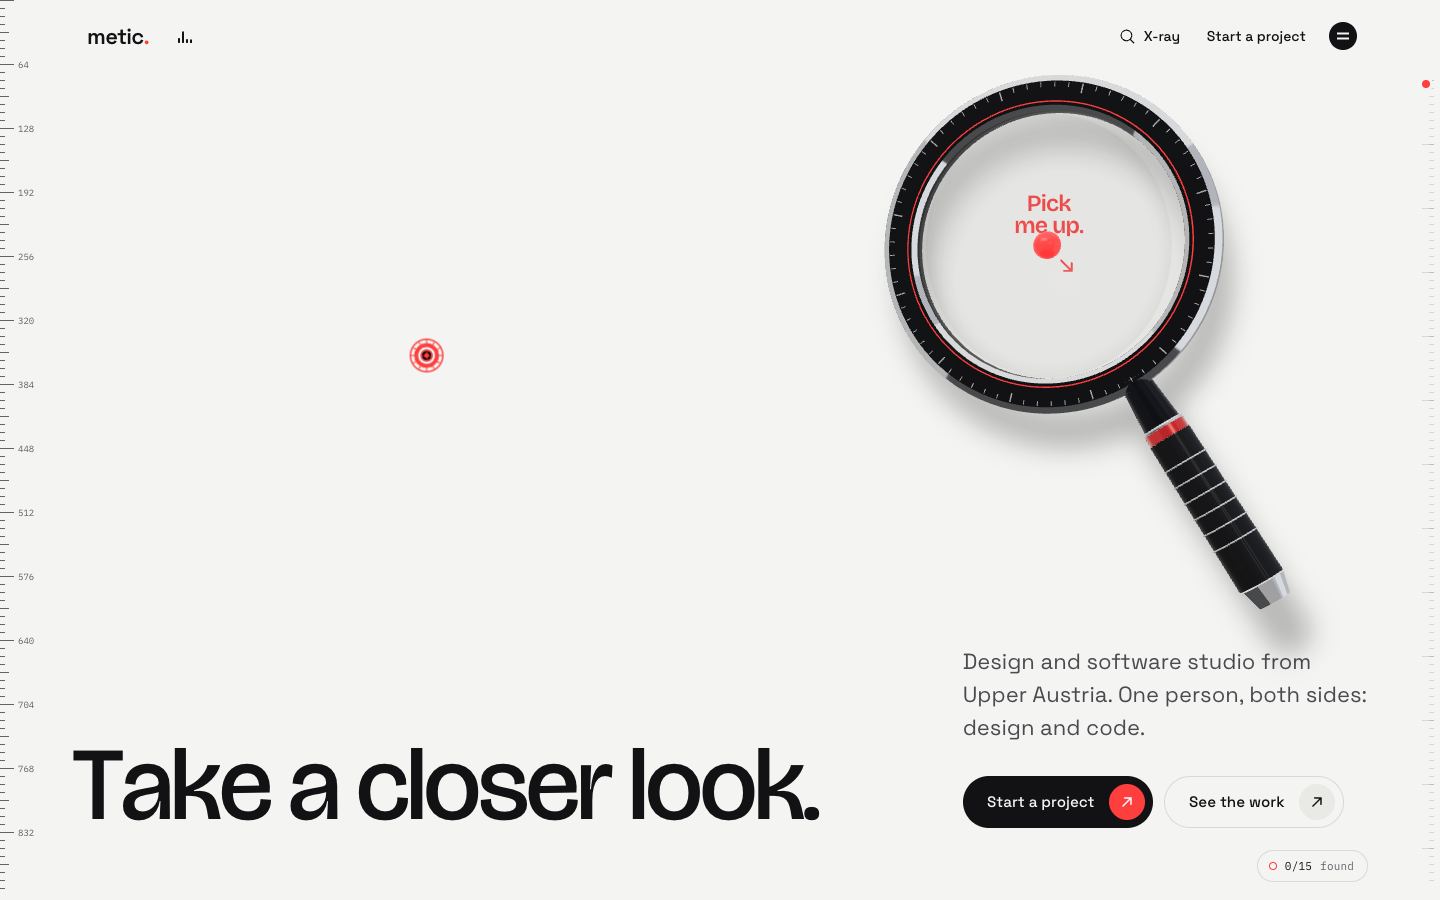 metic.
X-ray
Start a project
64
128
192
256
320
384
448
512
576
640
704
768
832
Pick
me up.
Design and software studio from
Upper Austria. One person, both sides:
design and code.
Take a closer look.
Start a project
See the work
0/15 found